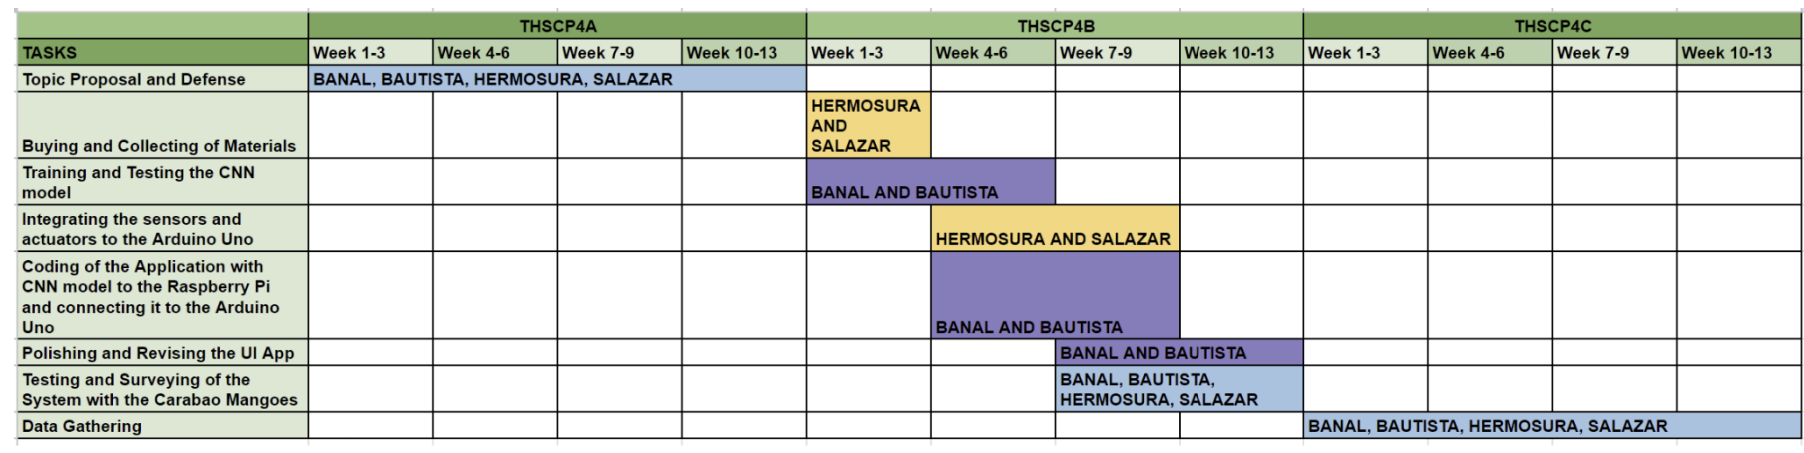 THSCP4A THSCP4B THSCP4C
TASKS Week 1-3 Week 4-6 Week 7-9 Week 10-13 Week 1-3 Week 4-6 Week 7-9 Week 10-13 Week 1-3 Week 4-6 Week 7-9 Week 10-13
Topic Proposal and Defense BANAL, BAUTISTA, HERMOSURA, SALAZAR
HERMOSURA
AND
Buying and Collecting of Materials SALAZAR
Training and Testing the CNN
model BANAL AND BAUTISTA
Integrating the sensors and
actuators to the Arduino Uno HERMOSURA AND SALAZAR
Coding of the Application with
CNN model to the Raspberry Pi
and connecting it to the Arduino
Uno BANAL AND BAUTISTA
Polishing and Revising the UI App BANAL AND BAUTISTA
Testing and Surveying of the BANAL, BAUTISTA,
System with the Carabao Mangoes HERMOSURA, SALAZAR
Data Gathering BANAL, BAUTISTA, HERMOSURA, SALAZAR